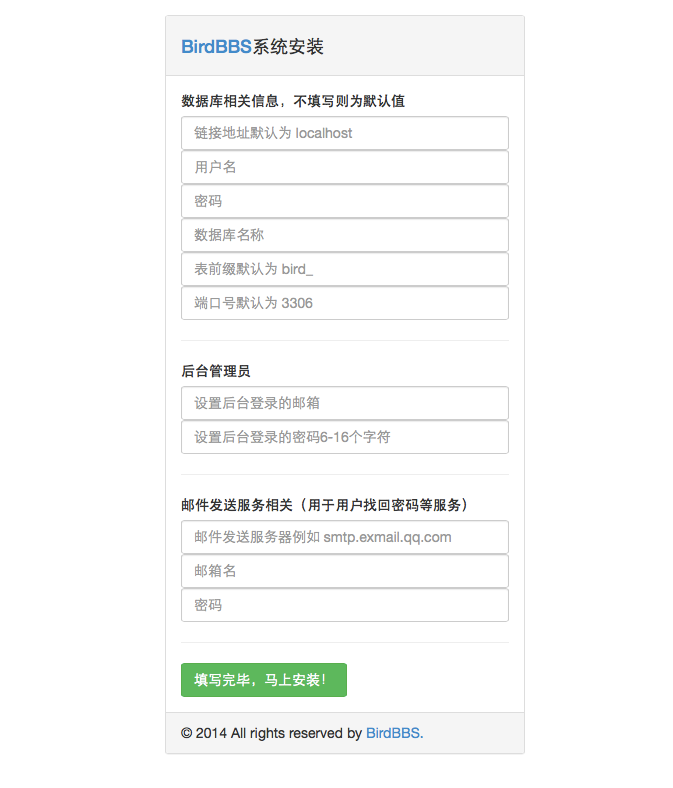 BirdBBS系统安装
数据库相关信息，不填写则为默认值
链接地址默认为 localhost
用户名
密码
数据库名称
表前缀默认为 bird_
端口号默认为 3306
后台管理员
设置后台登录的邮箱
设置后台登录的密码6-16个字符
邮件发送服务相关（用于用户找回密码等服务）
邮件发送服务器例如 smtp.exmail.qq.com
邮箱名
密码
填写完毕，马上安装！
© 2014 All rights reserved by BirdBBS.